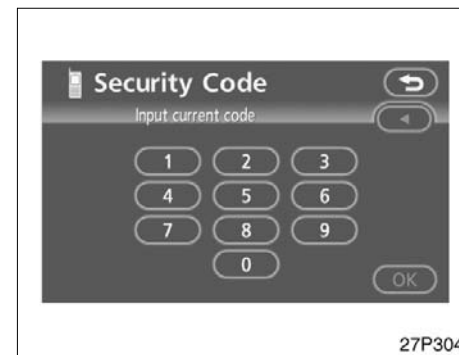 Security Code
Input current code
1 2 3
4 5 6
7 8 9
0
OK
27P304